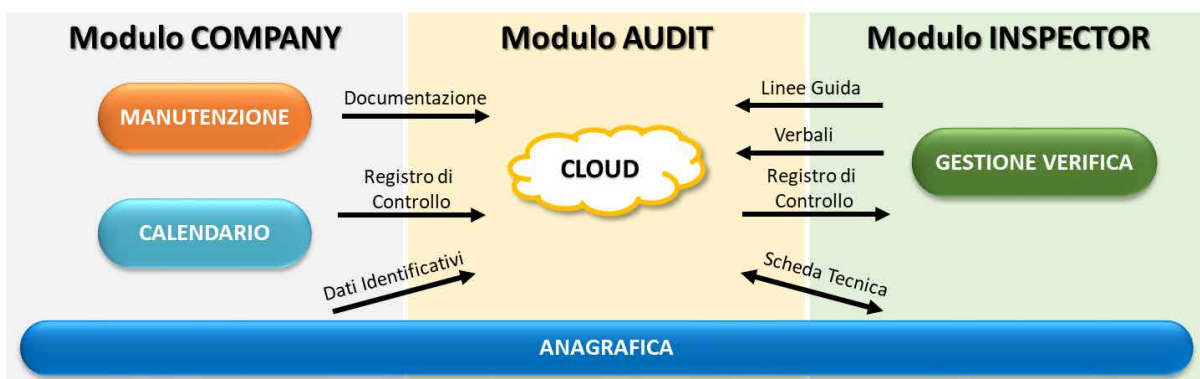 Modulo COMPANY
Modulo AUDIT
Modulo INSPECTOR
MANUTENZIONE
Documentazione
Linee Guida
CLOUD
Verbali
GESTIONE VERIFICA
CALENDARIO
Registro di
Controllo
Registro di
Controllo
Dati Identificativi
Scheda Tecnica
ANAGRAFICA